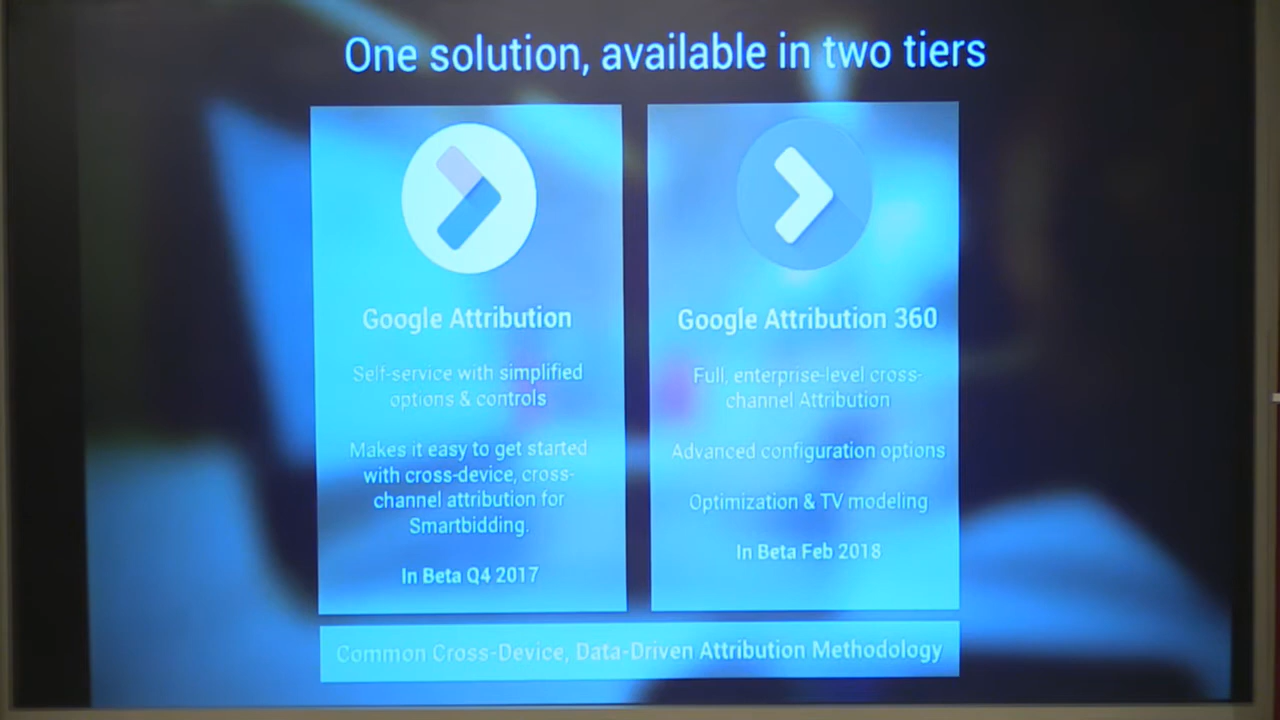 One solution, available in two tiers
Google Attribution
Self-service with simplified
options & controls
Makes it easy to get started
with cross-device, cross-
channel attribution for
Smartbidding.
In Beta Q4 2017
Google Attribution 360
Full, enterprise-level cross-
channel Attribution
Advanced configuration options
Optimization & TV modeling
In Beta Feb 2018
Common Cross-Device, Data-Driven Attribution Methodology